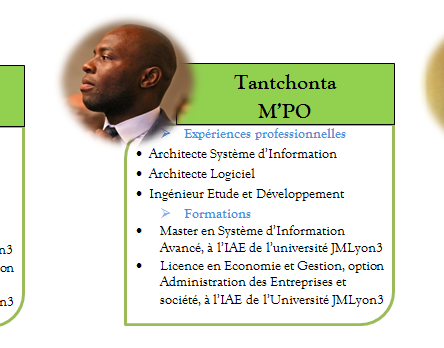 Tantchonta
M'PO
➢ Expériences professionnelles
• Architecte Système d'Information
• Architecte Logiciel
• Ingénieur Etude et Développement
➢ Formations
• Master en Système d'Information
Avancé, à l'IAE de l'université JMLyon3
• Licence en Economie et Gestion, option
Administration des Entreprises et
société, à l'IAE de l'Université JMLyon3
n3
on
n3